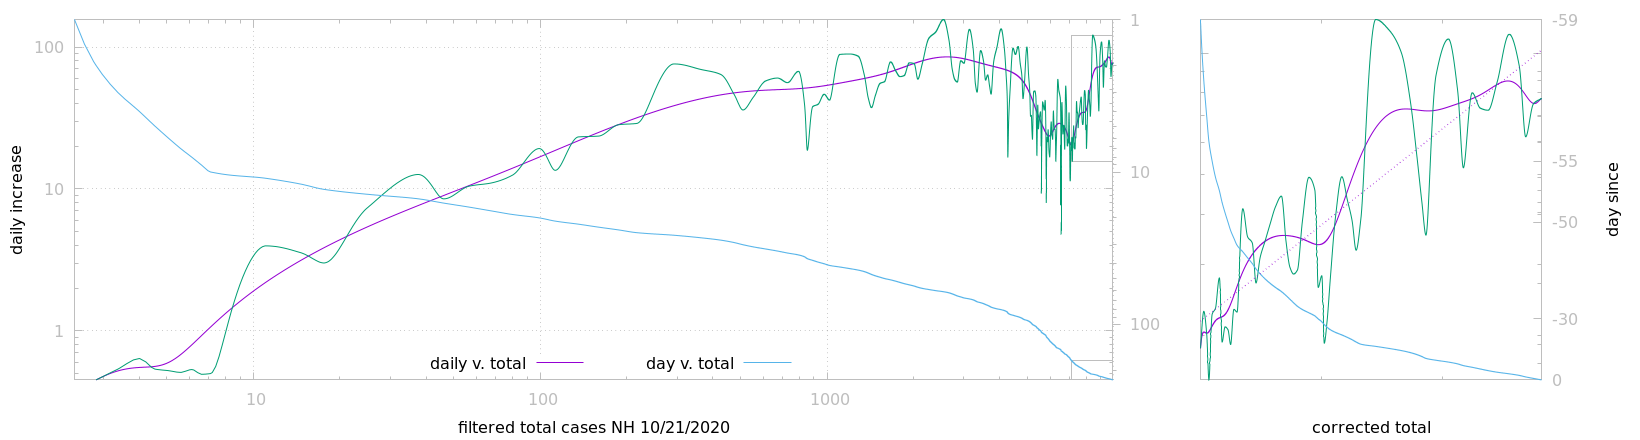 100
10
1
daily increase
10
100
1000
filtered total cases NH 10/21/2020
daily v. total
day v. total
1
10
100
-59
-55
-50
-30
0
day since
corrected total